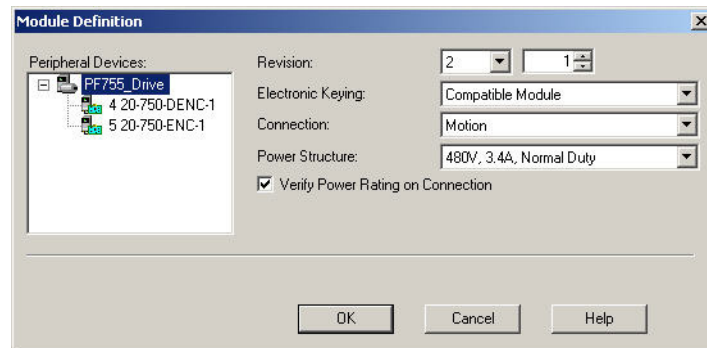 Module Definition
Peripheral Devices:
PF755_Drive
4 20-750-DENC-1
5 20-750-ENC-1
Revision: 2 1
Electronic Keying: Compatible Module
Connection: Motion
Power Structure: 480V, 3.4A, Normal Duty
Verify Power Rating on Connection
OK Cancel Help